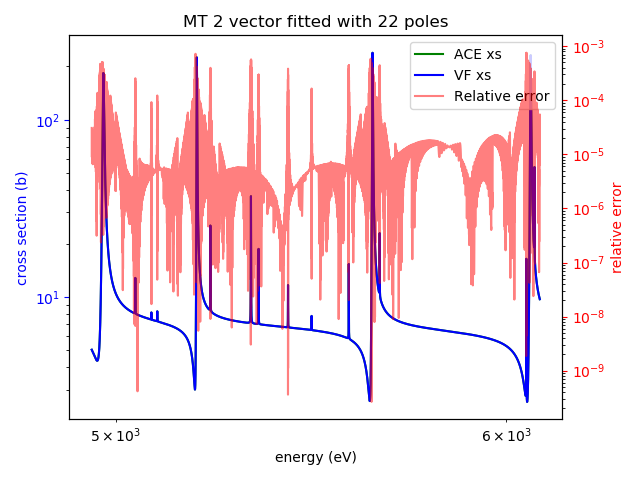 MT 2 vector fitted with 22 poles
ACE xs
VF xs
Relative error
10²
10¹
cross section (b)
10⁻³
10⁻⁴
10⁻⁵
10⁻⁶
10⁻⁷
10⁻⁸
10⁻⁹
relative error
5 × 10³
6 × 10³
energy (eV)